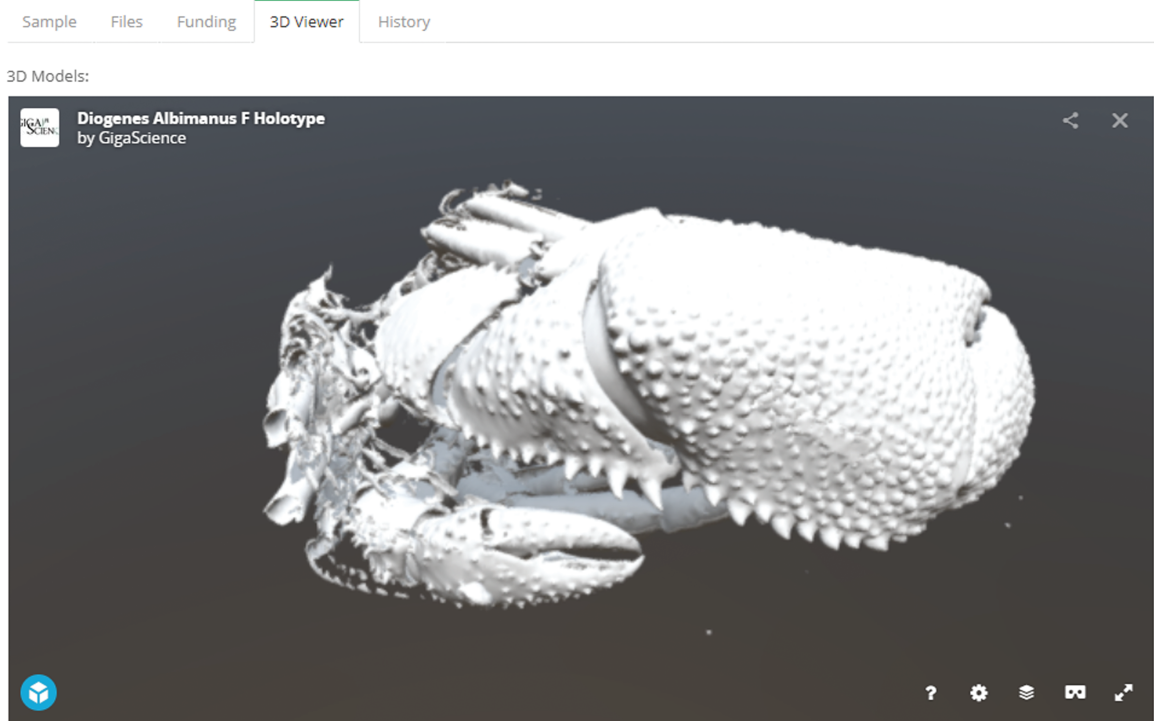 Sample Files Funding 3D Viewer History
3D Models:
Diogenes Albimanus F Holotype
by GigaScience
?